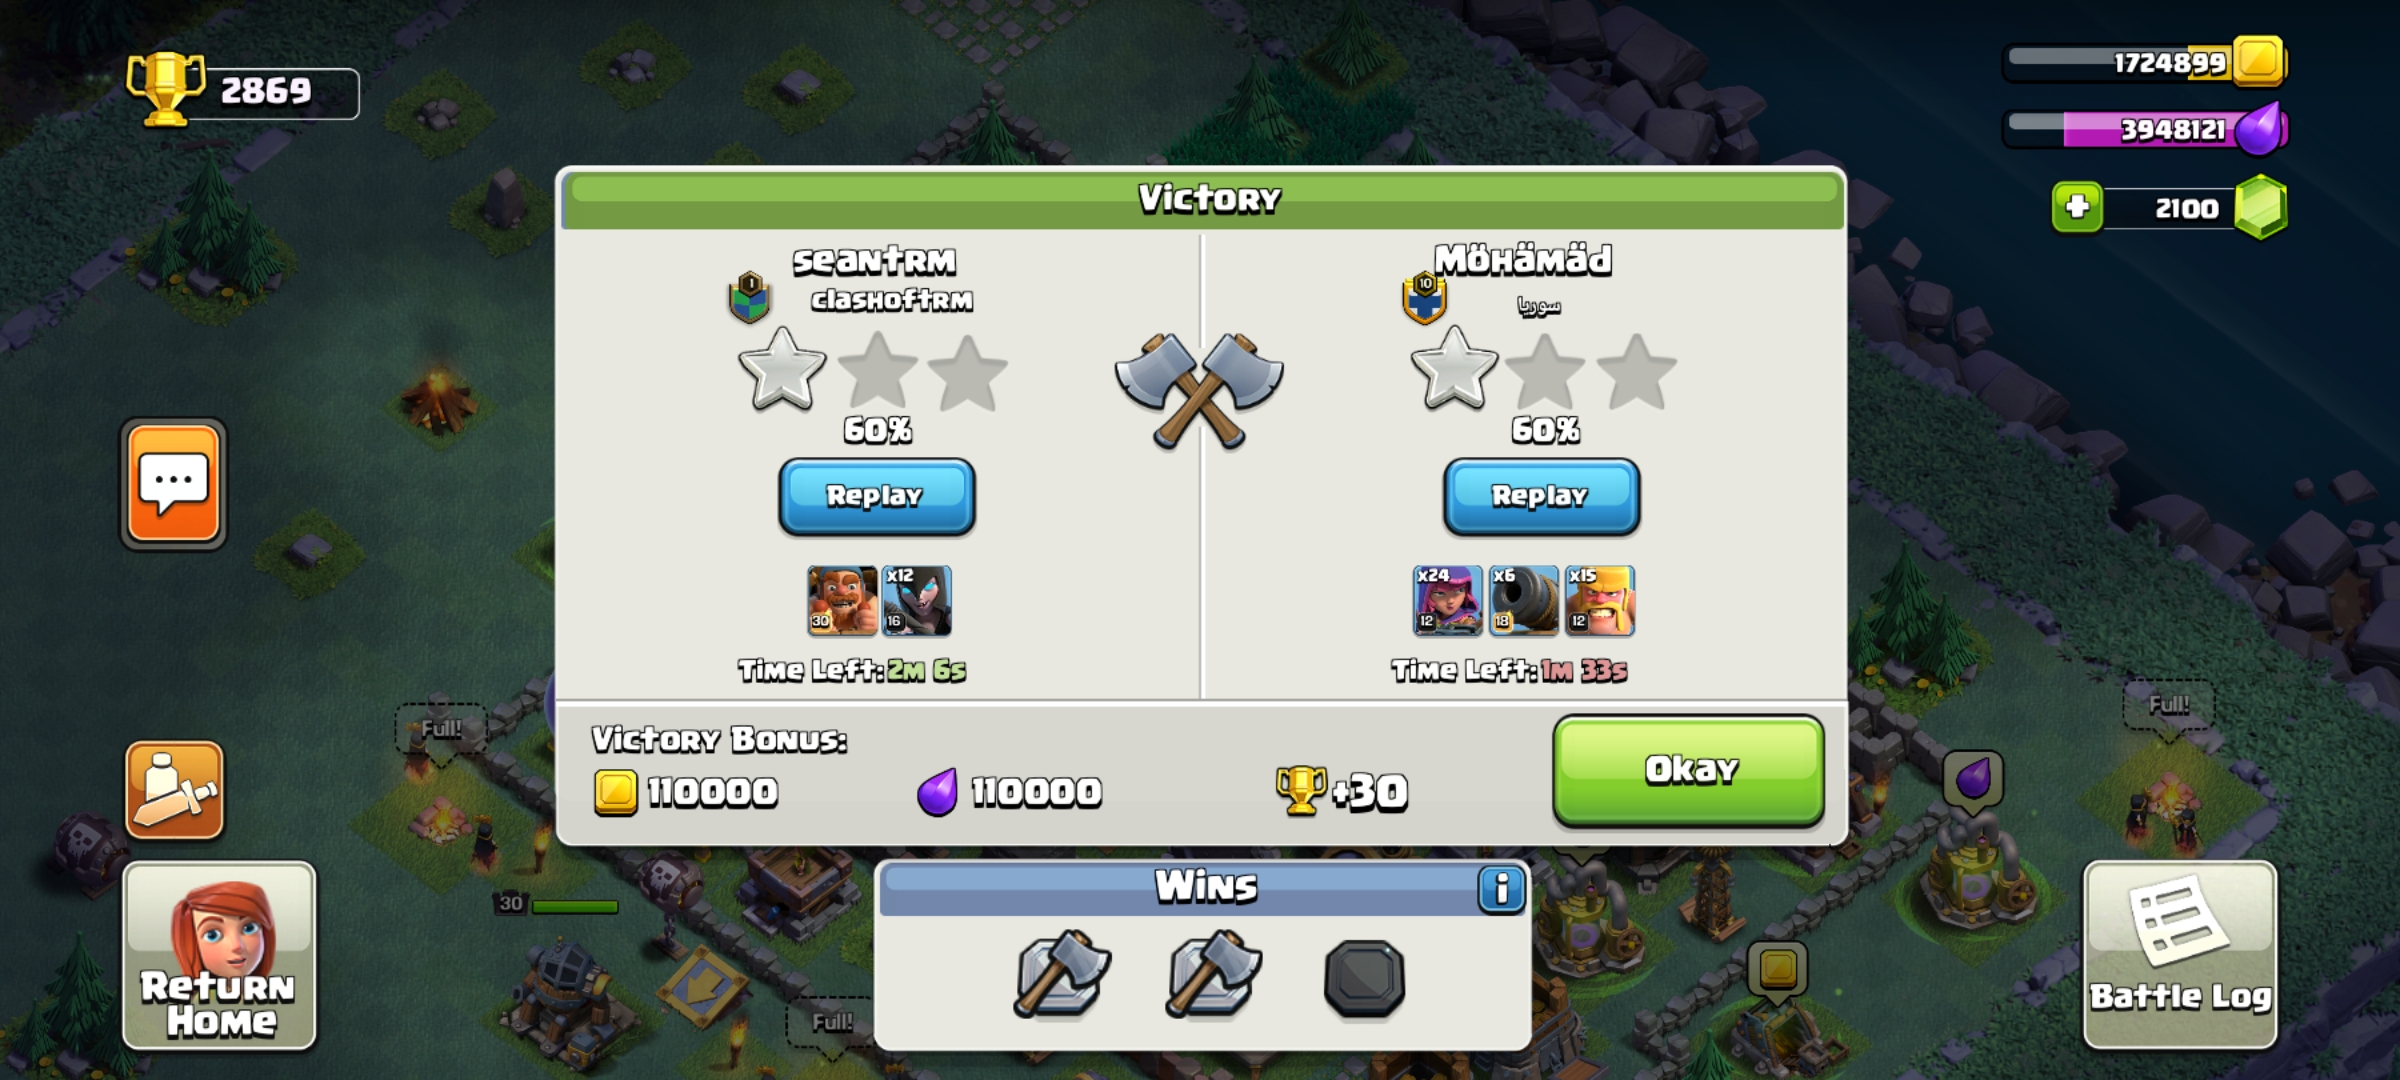 2869
1724899
3948121
2100
Victory
seantrm
clashoftrm
1
60%
Replay
30
x12
16
Time Left: 2m 6s
Möhämäd
سوريا
10
60%
Replay
x24
12
x6
18
x15
12
Time Left: 1m 33s
Victory Bonus:
110000
110000
+30
Okay
Wins
i
Full!
Full!
Full!
30
Return
Home
Battle Log